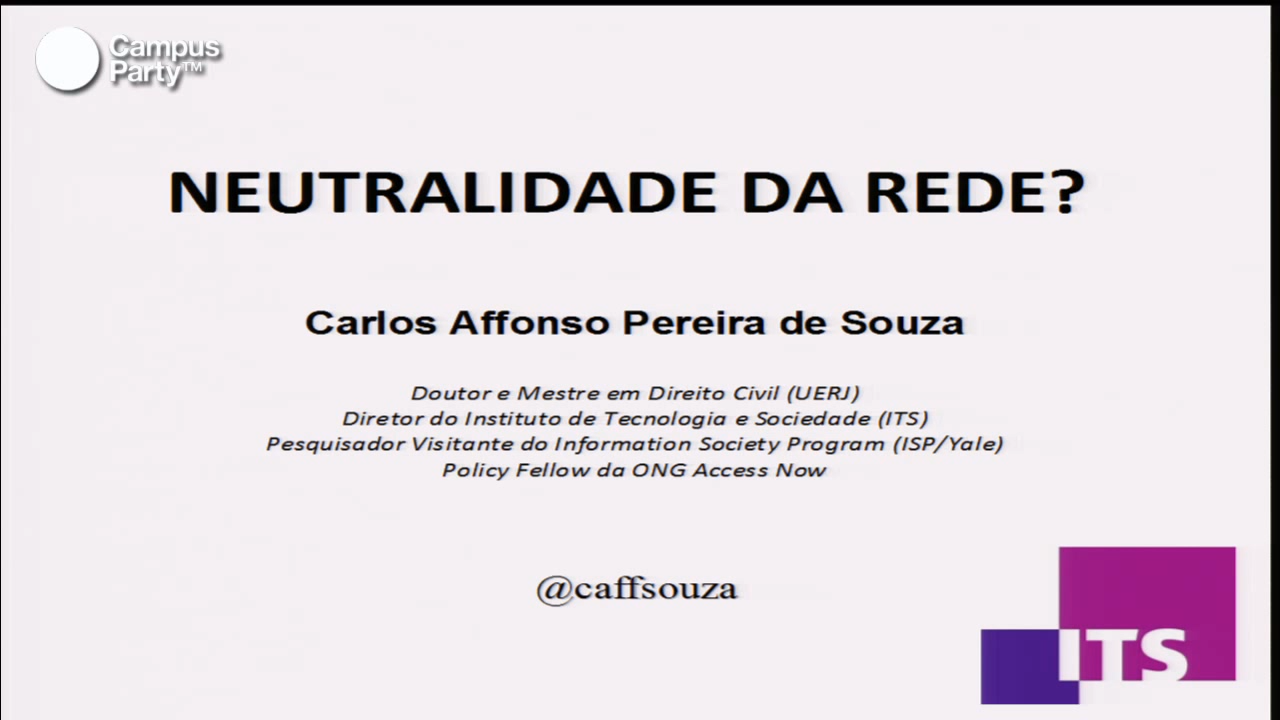 Campus
Party™
NEUTRALIDADE DA REDE?
Carlos Affonso Pereira de Souza
Doutor e Mestre em Direito Civil (UERJ)
Diretor do Instituto de Tecnologia e Sociedade (ITS)
Pesquisador Visitante do Information Society Program (ISP/Yale)
Policy Fellow da ONG Access Now
@caffsouza
ITS